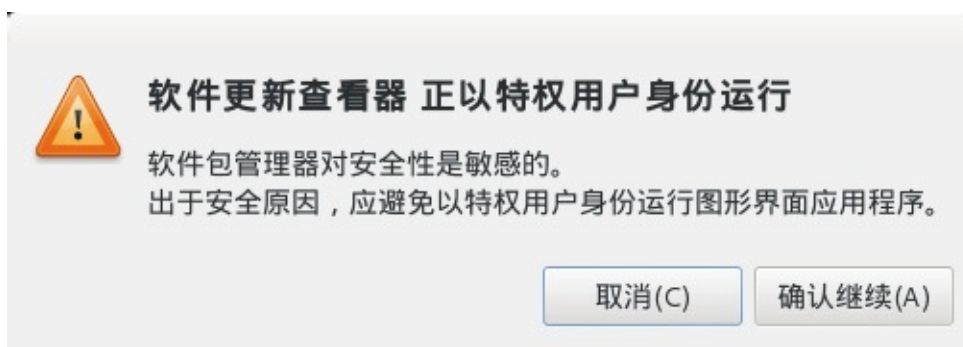 软件更新查看器 正以特权用户身份运行
软件包管理器对安全性是敏感的。
出于安全原因，应避免以特权用户身份运行图形界面应用程序。
取消(C) 确认继续(A)